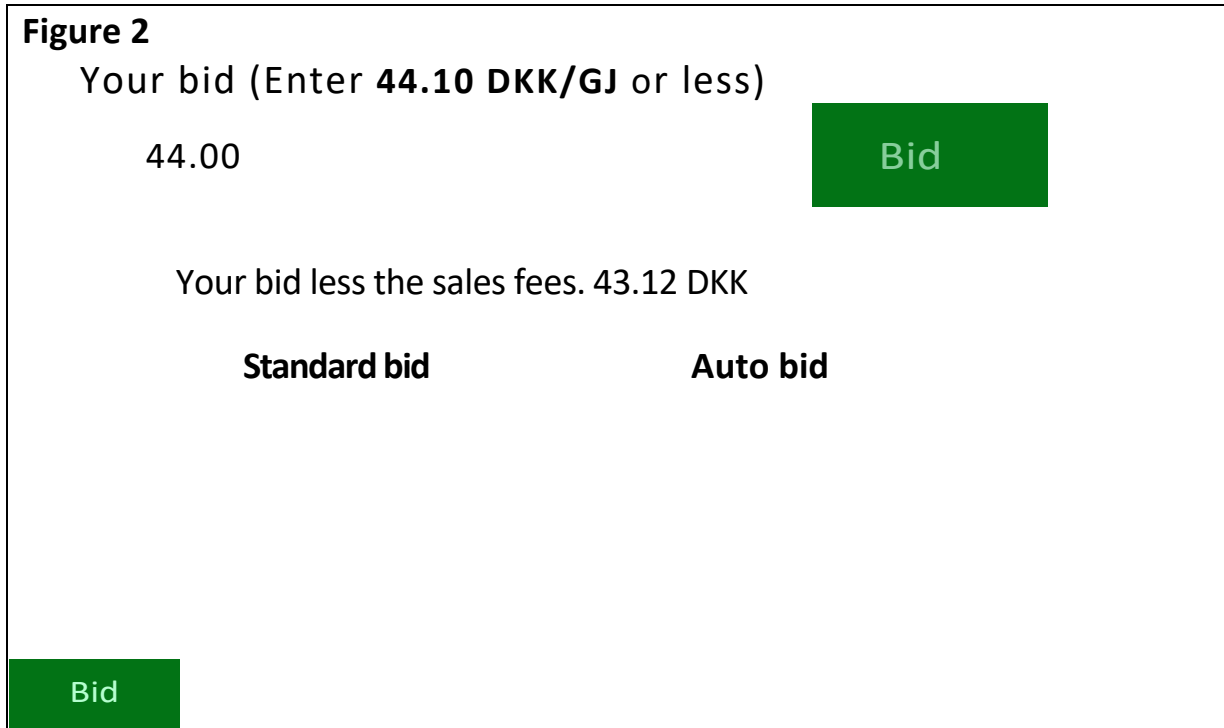 Figure 2
Your bid (Enter 44.10 DKK/GJ or less)
44.00
Bid
Your bid less the sales fees. 43.12 DKK
Standard bid
Auto bid
Bid